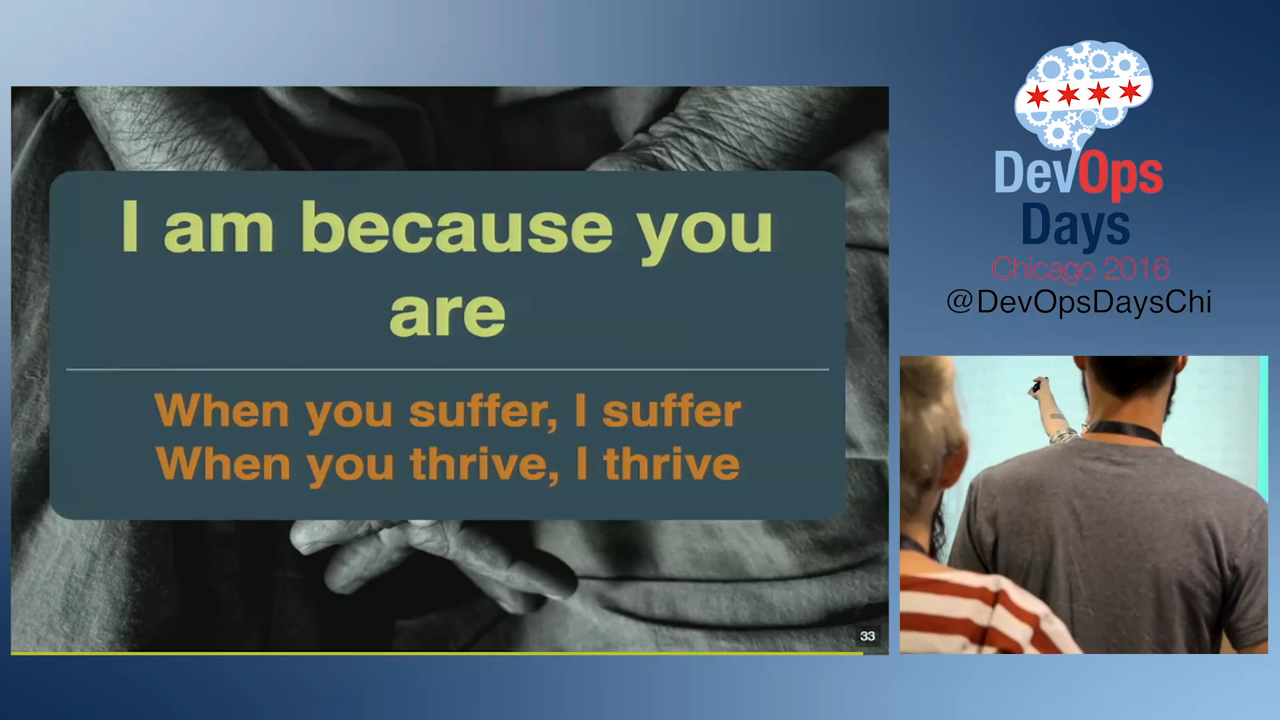 I am because you
are
When you suffer, I suffer
When you thrive, I thrive
33
DevOps
Days
Chicago 2016
@DevOpsDaysChi